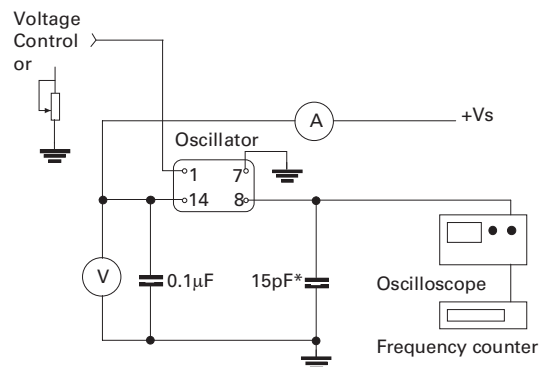 Voltage
Control
or
A
+Vs
Oscillator
1
7
14
8
V
0.1µF
15pF*
Oscilloscope
Frequency counter